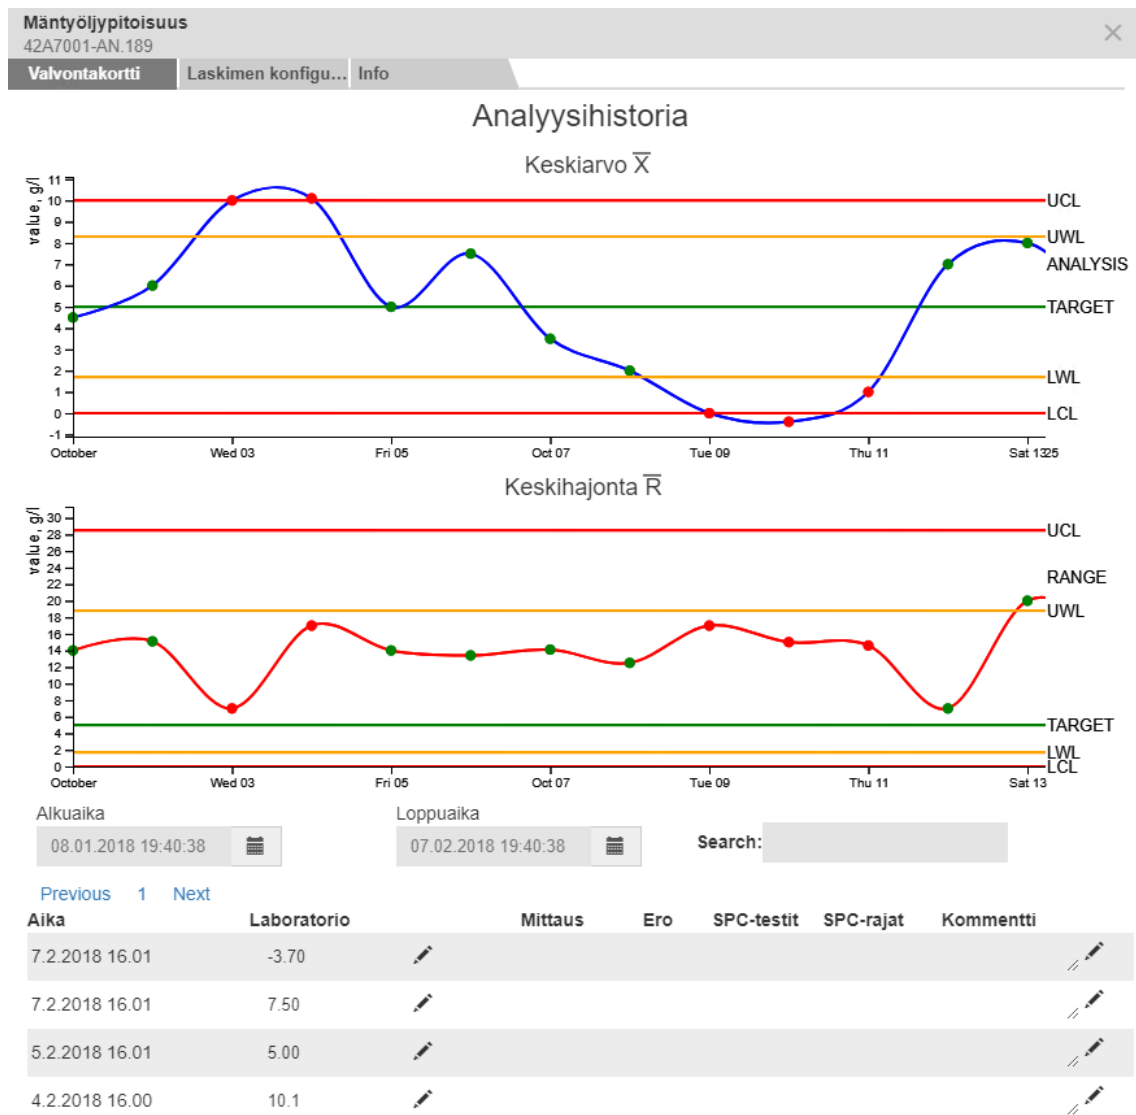 Mäntyöljypitoisuus
42A7001-AN.189
Valvontakortti Laskimen konfigu... Info
Analyysihistoria
Keskiarvo X̅
value, g/l
11
10
9
8
7
6
5
4
3
2
1
0
-1
UCL
UWL
ANALYSIS
TARGET
LWL
LCL
October Wed 03 Fri 05 Oct 07 Tue 09 Thu 11 Sat 1325
Keskihajonta R̅
value, g/l
30
28
26
24
22
20
18
16
14
12
10
8
6
4
2
0
UCL
RANGE
UWL
TARGET
LWL
LCL
October Wed 03 Fri 05 Oct 07 Tue 09 Thu 11 Sat 13
Alkuaika Loppuaika
08.01.2018 19:40:38 07.02.2018 19:40:38 Search:
Previous 1 Next
Aika Laboratorio Mittaus Ero SPC-testit SPC-rajat Kommentti
7.2.2018 16.01 -3.70
7.2.2018 16.01 7.50
5.2.2018 16.01 5.00
4.2.2018 16.00 10.1